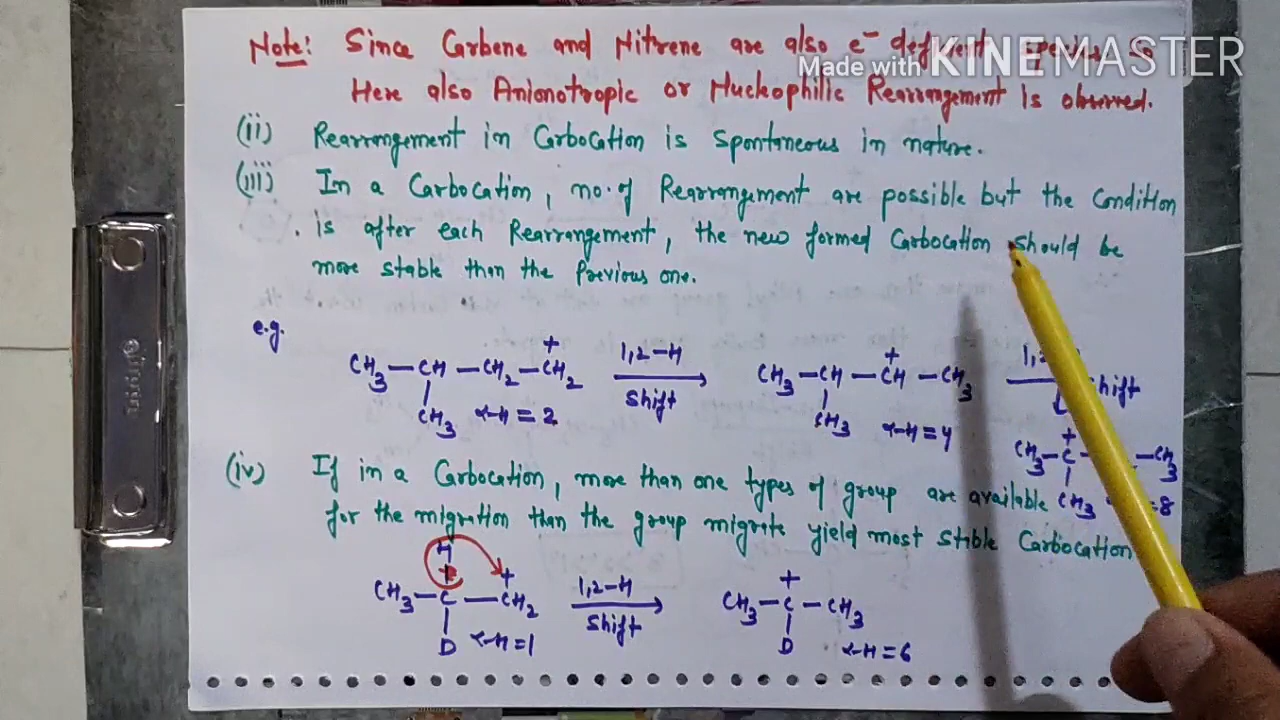 Note: Since Carbene and Nitrene are also e⁻
Made with KINEMASTER
Here also Anionotropic or Nucleophilic Rearrangement is observed.
(ii) Rearrangement in Carbocation is spontaneous in nature.
(iii) In a Carbocation, no. of Rearrangement are possible but the Condition
is after each Rearrangement, the new formed Carbocation should be
more stable than the Previous one.
e.g.
CH3 — CH — CH2 — CH2 + 1,2-H shift CH3 — CH — CH + — CH3 shift
CH3 α-H = 2 CH3 α-H = 4
CH3 — C + — CH3
CH3 = 8
(iv) If in a Carbocation, more than one types of group are available
for the migration than the group migrate yield most stible Carbocation
H
CH3 — C — CH2 + 1,2-H shift CH3 — C + — CH3
D α-H = 1 D α-H = 6